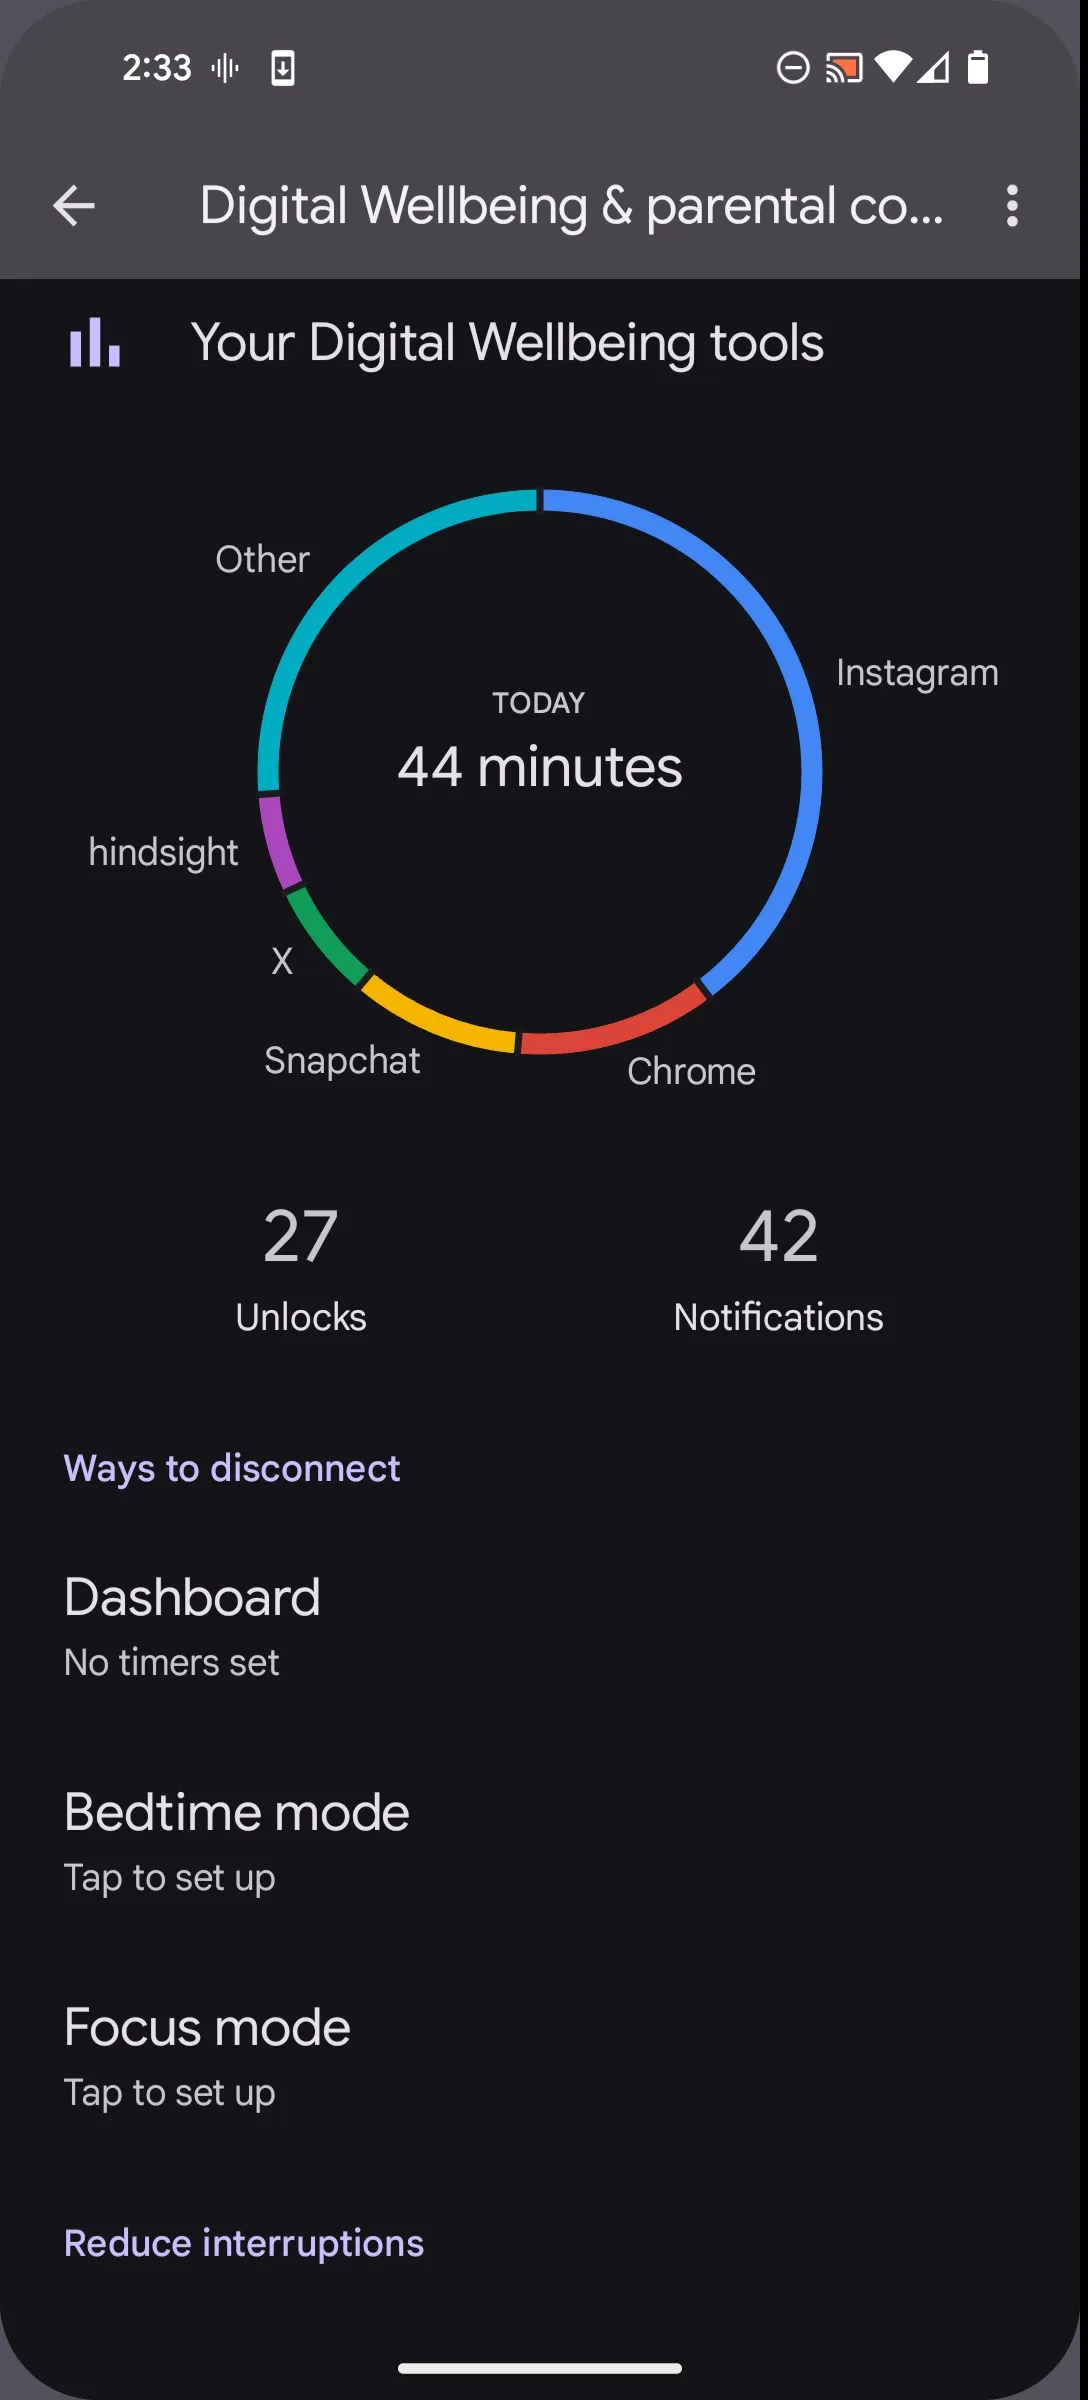 2:33
Digital Wellbeing & parental co...
Your Digital Wellbeing tools
Other
Instagram
TODAY
44 minutes
hindsight
X
Snapchat
Chrome
27
Unlocks
42
Notifications
Ways to disconnect
Dashboard
No timers set
Bedtime mode
Tap to set up
Focus mode
Tap to set up
Reduce interruptions